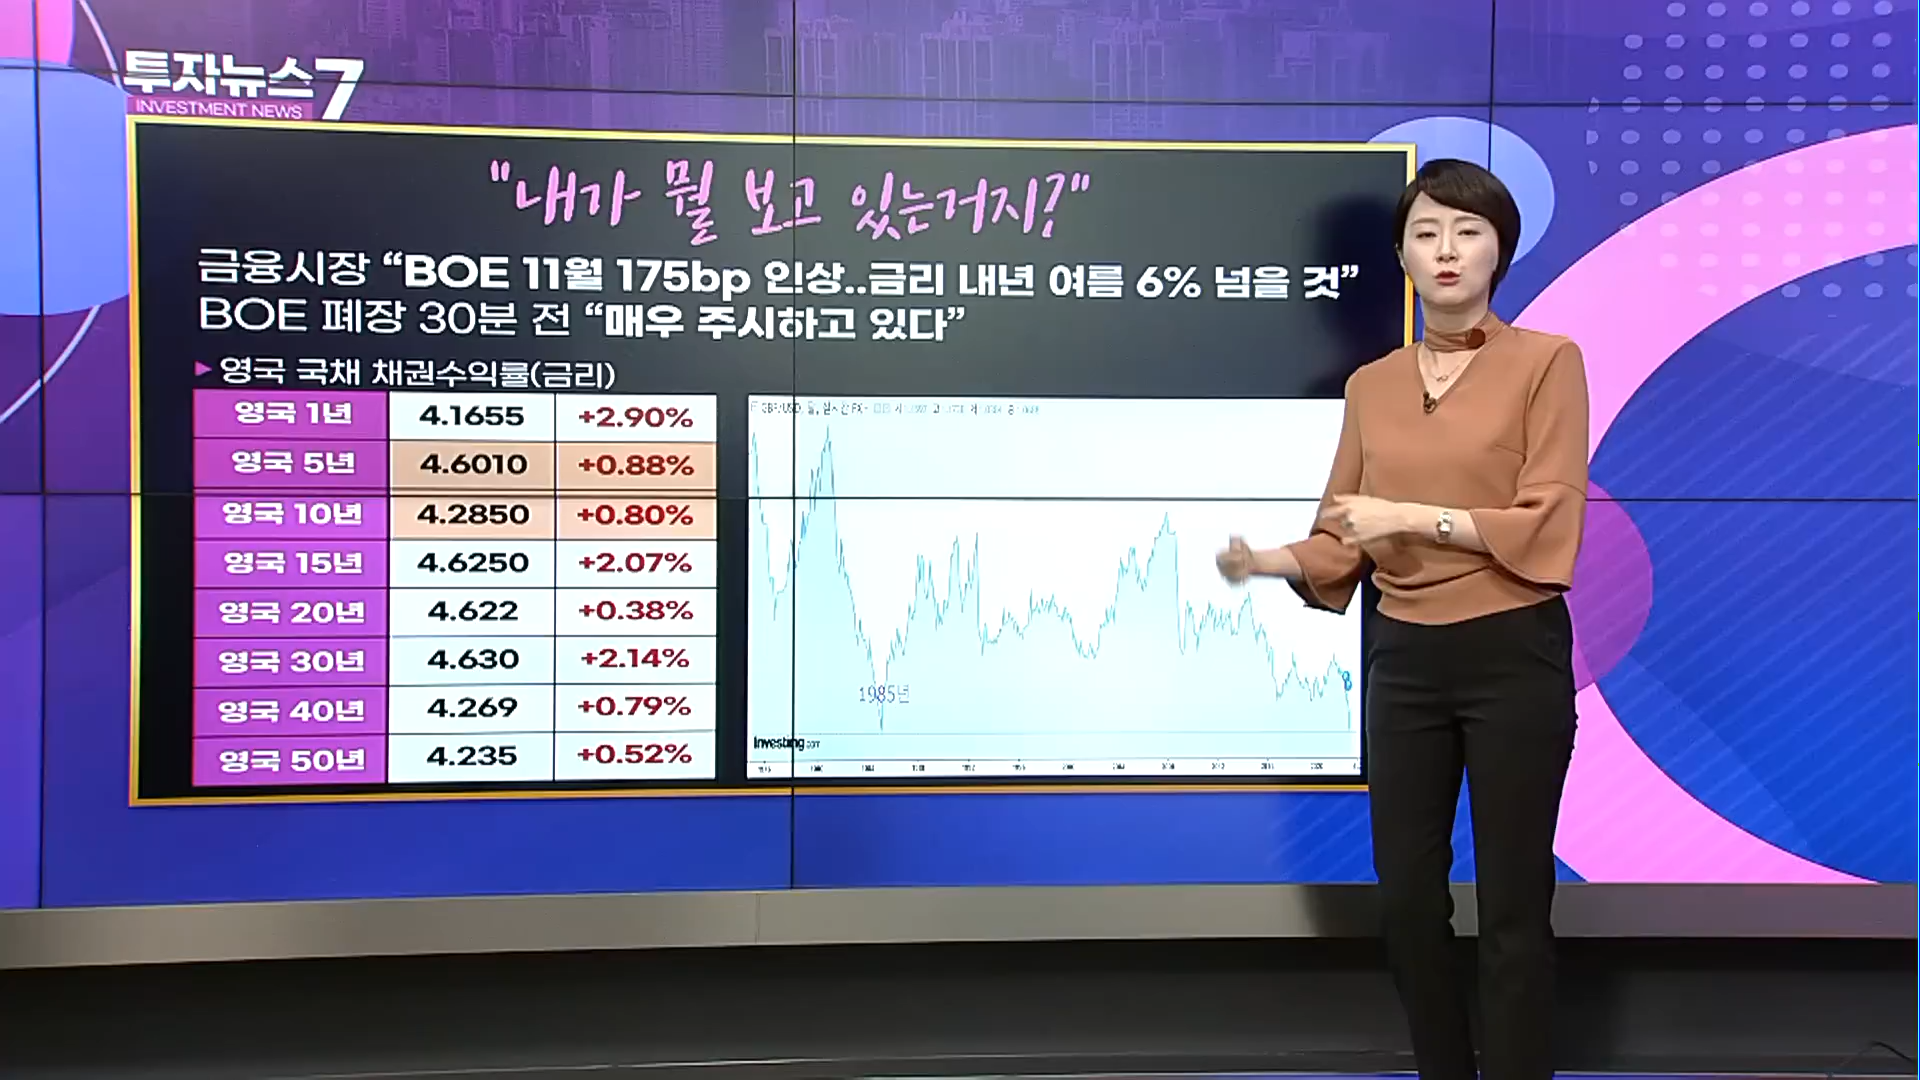 투자뉴스7
INVESTMENT NEWS
"내가 뭘 보고 있는거지?"
금융시장 “BOE 11월 175bp 인상..금리 내년 여름 6% 넘을 것”
BOE 폐장 30분 전 “매우 주시하고 있다”
▶ 영국 국채 채권수익률(금리)
영국 1년 4.1655 +2.90%
영국 5년 4.6010 +0.88%
영국 10년 4.2850 +0.80%
영국 15년 4.6250 +2.07%
영국 20년 4.622 +0.38%
영국 30년 4.630 +2.14%
영국 40년 4.269 +0.79%
영국 50년 4.235 +0.52%
GBP/USD
1985년
Investing.com